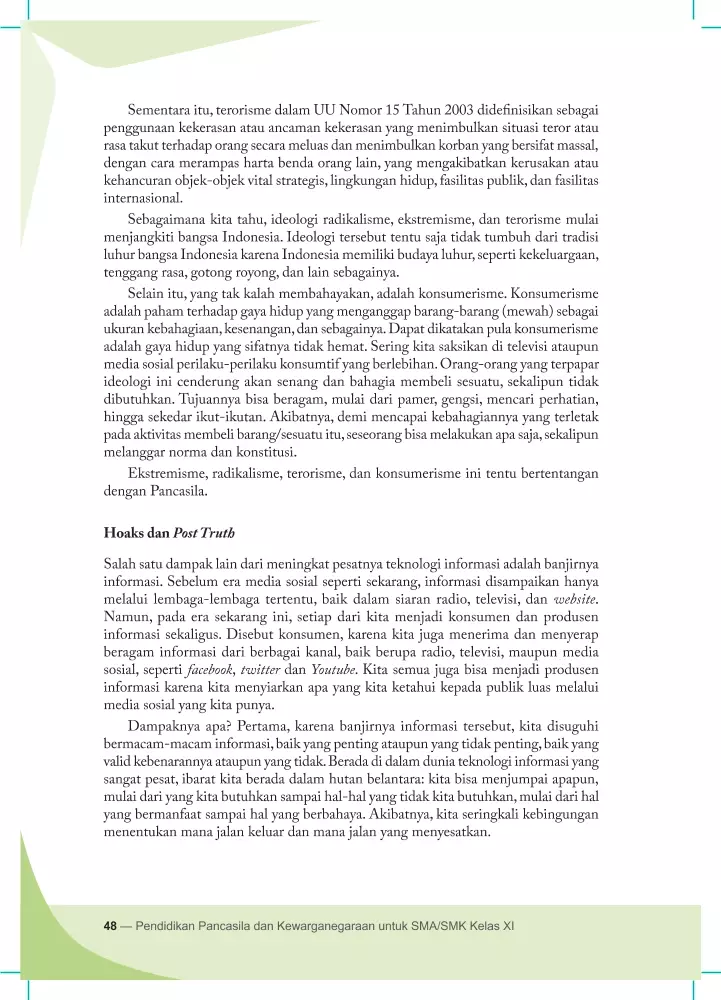 Sementara itu, terorisme dalam UU Nomor 15 Tahun 2003 didefinisikan sebagai
penggunaan kekerasan atau ancaman kekerasan yang menimbulkan situasi teror atau
rasa takut terhadap orang secara meluas dan menimbulkan korban yang bersifat massal,
dengan cara merampas harta benda orang lain, yang mengakibatkan kerusakan atau
kehancuran objek-objek vital strategis, lingkungan hidup, fasilitas publik, dan fasilitas
internasional.
Sebagaimana kita tahu, ideologi radikalisme, ekstremisme, dan terorisme mulai
menjangkiti bangsa Indonesia. Ideologi tersebut tentu saja tidak tumbuh dari tradisi
luhur bangsa Indonesia karena Indonesia memiliki budaya luhur, seperti kekeluargaan,
tenggang rasa, gotong royong, dan lain sebagainya.
Selain itu, yang tak kalah membahayakan, adalah konsumerisme. Konsumerisme
adalah paham terhadap gaya hidup yang menganggap barang-barang (mewah) sebagai
ukuran kebahagiaan, kesenangan, dan sebagainya. Dapat dikatakan pula konsumerisme
adalah gaya hidup yang sifatnya tidak hemat. Sering kita saksikan di televisi ataupun
media sosial perilaku-perilaku konsumtif yang berlebihan. Orang-orang yang terpapar
ideologi ini cenderung akan senang dan bahagia membeli sesuatu, sekalipun tidak
dibutuhkan. Tujuannya bisa beragam, mulai dari pamer, gengsi, mencari perhatian,
hingga sekedar ikut-ikutan. Akibatnya, demi mencapai kebahagiannya yang terletak
pada aktivitas membeli barang/sesuatu itu, seseorang bisa melakukan apa saja, sekalipun
melanggar norma dan konstitusi.
Ekstremisme, radikalisme, terorisme, dan konsumerisme ini tentu bertentangan
dengan Pancasila.
Hoaks dan Post Truth
Salah satu dampak lain dari meningkat pesatnya teknologi informasi adalah banjirnya
informasi. Sebelum era media sosial seperti sekarang, informasi disampaikan hanya
melalui lembaga-lembaga tertentu, baik dalam siaran radio, televisi, dan website.
Namun, pada era sekarang ini, setiap dari kita menjadi konsumen dan produsen
informasi sekaligus. Disebut konsumen, karena kita juga menerima dan menyerap
beragam informasi dari berbagai kanal, baik berupa radio, televisi, maupun media
sosial, seperti facebook, twitter dan Youtube. Kita semua juga bisa menjadi produsen
informasi karena kita menyiarkan apa yang kita ketahui kepada publik luas melalui
media sosial yang kita punya.
Dampaknya apa? Pertama, karena banjirnya informasi tersebut, kita disuguhi
bermacam-macam informasi, baik yang penting ataupun yang tidak penting, baik yang
valid kebenarannya ataupun yang tidak. Berada di dalam dunia teknologi informasi yang
sangat pesat, ibarat kita berada dalam hutan belantara: kita bisa menjumpai apapun,
mulai dari yang kita butuhkan sampai hal-hal yang tidak kita butuhkan, mulai dari hal
yang bermanfaat sampai hal yang berbahaya. Akibatnya, kita seringkali kebingungan
menentukan mana jalan keluar dan mana jalan yang menyesatkan.
48 — Pendidikan Pancasila dan Kewarganegaraan untuk SMA/SMK Kelas XI